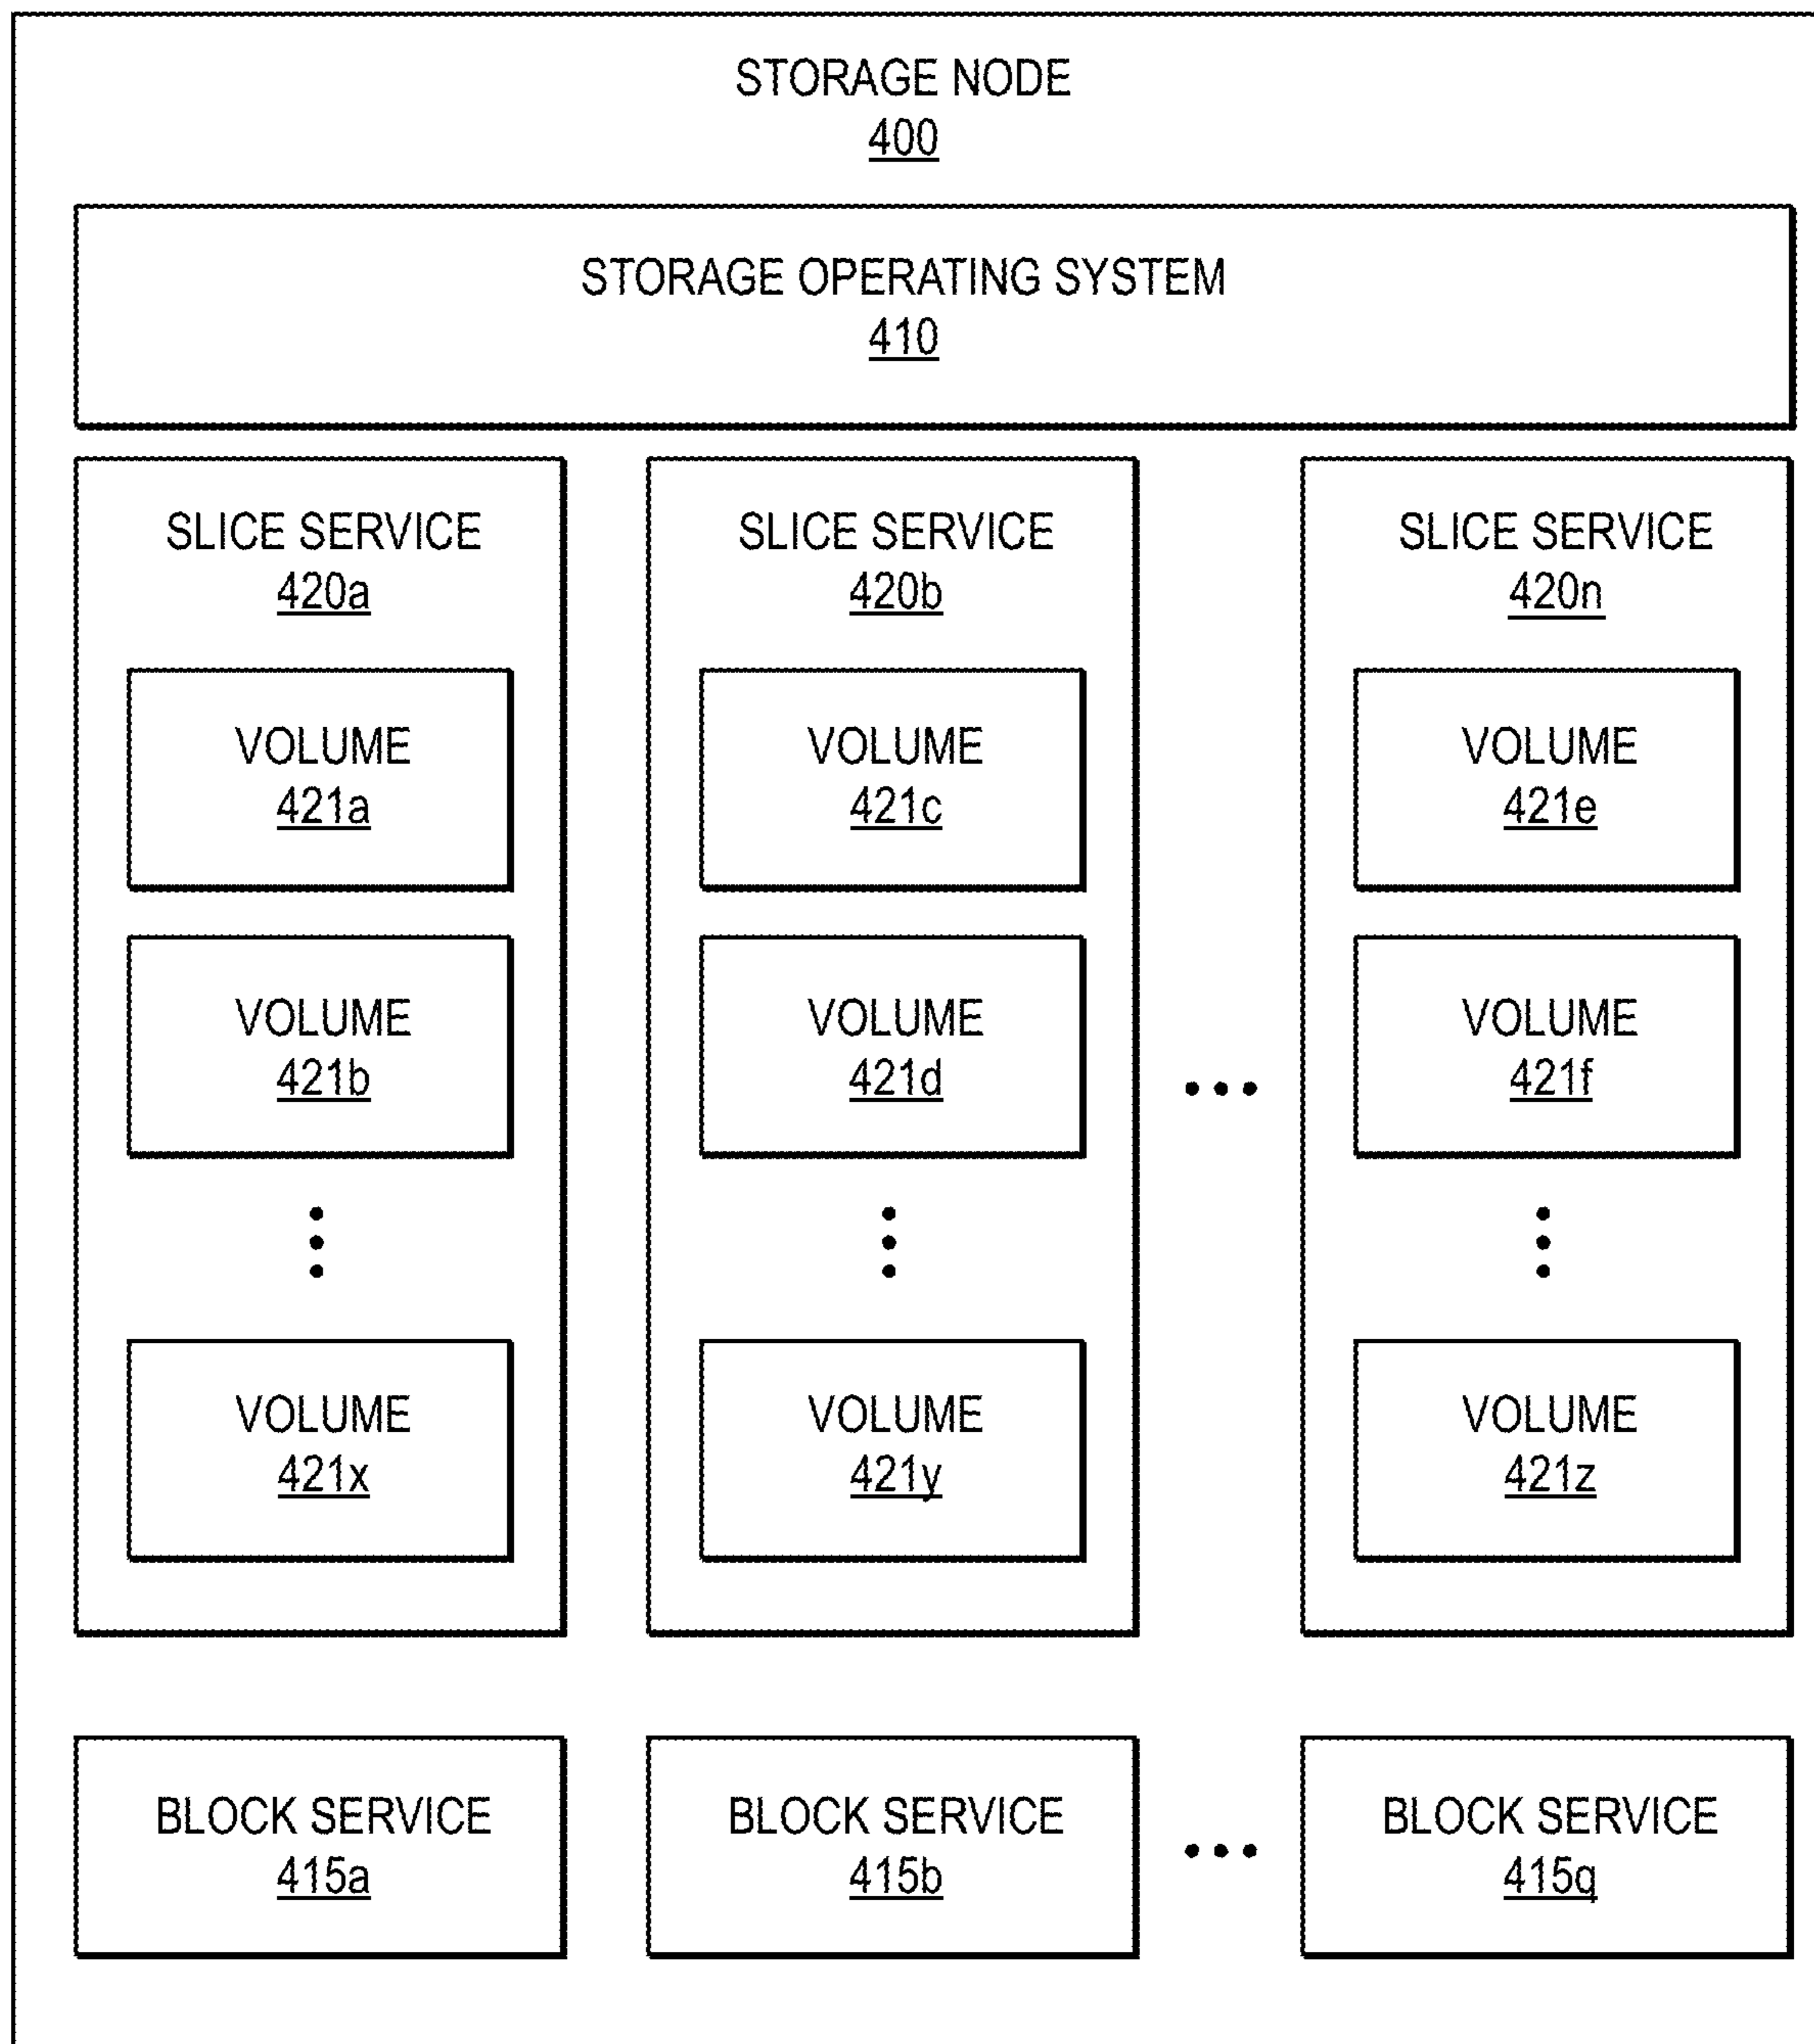 STORAGE NODE
400
STORAGE OPERATING SYSTEM
410
SLICE SERVICE
420a
VOLUME
421a
VOLUME
421b
VOLUME
421x
SLICE SERVICE
420b
VOLUME
421c
VOLUME
421d
VOLUME
421y
SLICE SERVICE
420n
VOLUME
421e
VOLUME
421f
VOLUME
421z
BLOCK SERVICE
415a
BLOCK SERVICE
415b
BLOCK SERVICE
415q